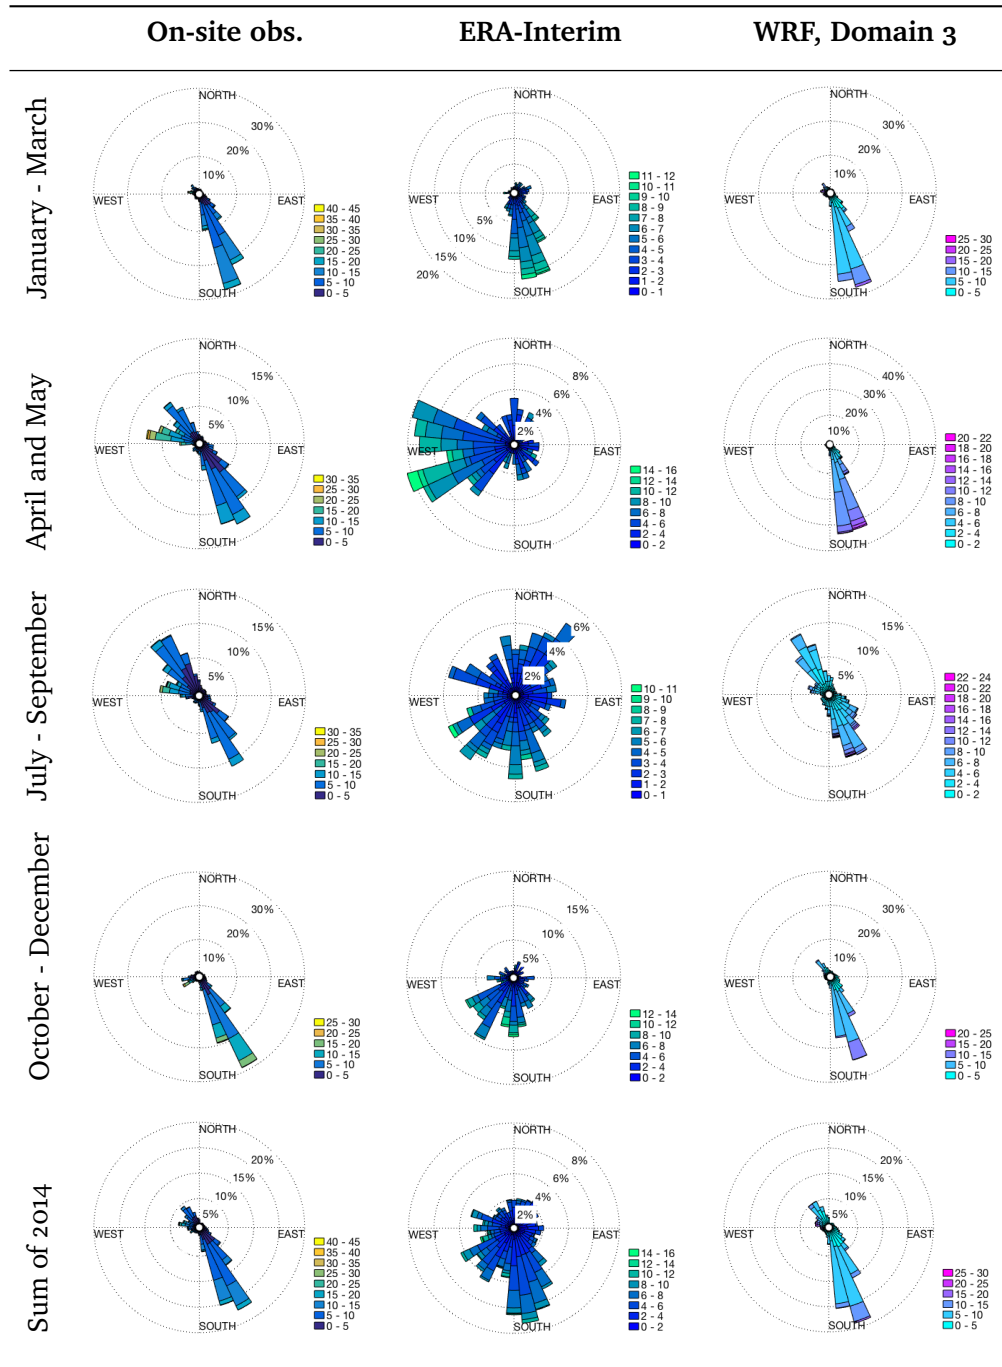 On-site obs. ERA-Interim WRF, Domain 3
January - March
NORTH
30%
20%
10%
WEST
EAST
SOUTH
40 - 45
35 - 40
30 - 35
25 - 30
20 - 25
15 - 20
10 - 15
5 - 10
0 - 5
NORTH
WEST
EAST
5%
10%
15%
20%
SOUTH
11 - 12
10 - 11
9 - 10
8 - 9
7 - 8
6 - 7
5 - 6
4 - 5
3 - 4
2 - 3
1 - 2
0 - 1
NORTH
30%
20%
10%
WEST
EAST
SOUTH
25 - 30
20 - 25
15 - 20
10 - 15
5 - 10
0 - 5
April and May
NORTH
15%
10%
5%
WEST
EAST
SOUTH
30 - 35
25 - 30
20 - 25
15 - 20
10 - 15
5 - 10
0 - 5
NORTH
8%
6%
4%
2%
WEST
EAST
SOUTH
14 - 16
12 - 14
10 - 12
8 - 10
6 - 8
4 - 6
2 - 4
0 - 2
NORTH
40%
30%
20%
10%
WEST
EAST
SOUTH
20 - 22
18 - 20
16 - 18
14 - 16
12 - 14
10 - 12
8 - 10
6 - 8
4 - 6
2 - 4
0 - 2
July - September
NORTH
15%
10%
5%
WEST
EAST
SOUTH
30 - 35
25 - 30
20 - 25
15 - 20
10 - 15
5 - 10
0 - 5
NORTH
6%
4%
2%
WEST
EAST
SOUTH
10 - 11
9 - 10
8 - 9
7 - 8
6 - 7
5 - 6
4 - 5
3 - 4
2 - 3
1 - 2
0 - 1
NORTH
15%
10%
5%
WEST
EAST
SOUTH
22 - 24
20 - 22
18 - 20
16 - 18
14 - 16
12 - 14
10 - 12
8 - 10
6 - 8
4 - 6
2 - 4
0 - 2
October - December
NORTH
30%
20%
10%
WEST
EAST
SOUTH
25 - 30
20 - 25
15 - 20
10 - 15
5 - 10
0 - 5
NORTH
15%
10%
5%
WEST
EAST
SOUTH
12 - 14
10 - 12
8 - 10
6 - 8
4 - 6
2 - 4
0 - 2
NORTH
30%
20%
10%
WEST
EAST
SOUTH
20 - 25
15 - 20
10 - 15
5 - 10
0 - 5
Sum of 2014
NORTH
20%
15%
10%
5%
WEST
EAST
SOUTH
40 - 45
35 - 40
30 - 35
25 - 30
20 - 25
15 - 20
10 - 15
5 - 10
0 - 5
NORTH
8%
6%
4%
2%
WEST
EAST
SOUTH
14 - 16
12 - 14
10 - 12
8 - 10
6 - 8
4 - 6
2 - 4
0 - 2
NORTH
20%
15%
10%
5%
WEST
EAST
SOUTH
25 - 30
20 - 25
15 - 20
10 - 15
5 - 10
0 - 5